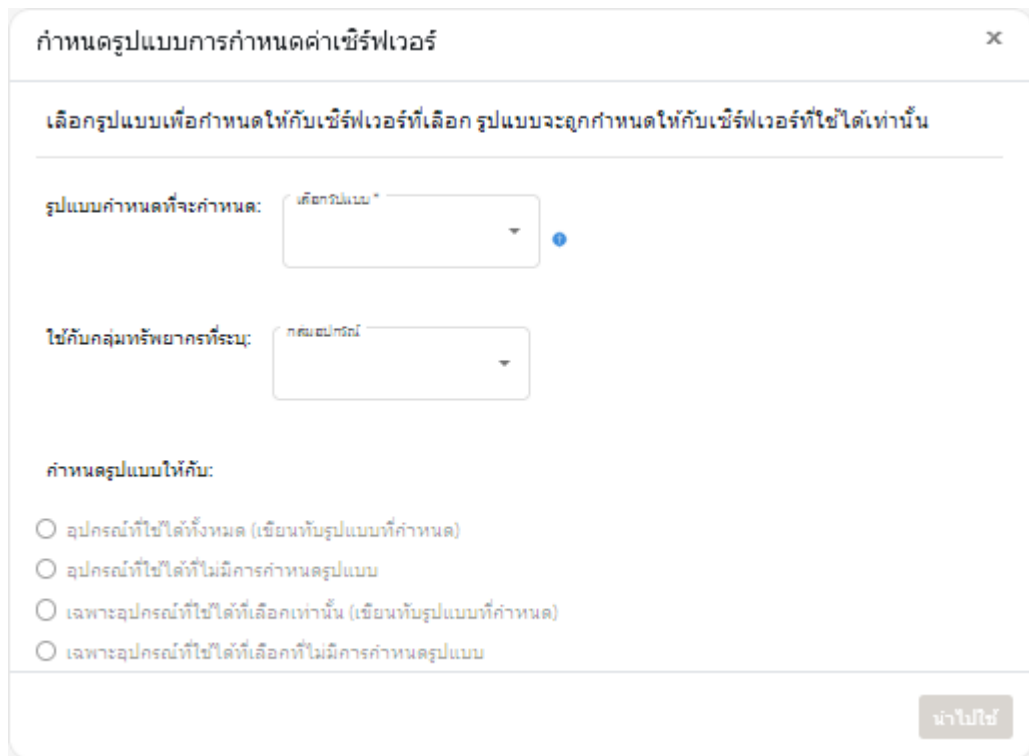 กำหนดรูปแบบการกำหนดค่าเซิร์ฟเวอร์
เลือกรูปแบบเพื่อกำหนดให้กับเซิร์ฟเวอร์ที่เลือก รูปแบบจะถูกกำหนดให้กับเซิร์ฟเวอร์ที่ใช้ได้เท่านั้น
เลือกรูปแบบ *
รูปแบบกำหนดที่จะกำหนด:
กลุ่มอุปกรณ์
ใช้กับกลุ่มทรัพยากรที่ระบุ:
กำหนดรูปแบบให้กับ:
อุปกรณ์ที่ใช้ได้ทั้งหมด (เขียนทับรูปแบบที่กำหนด)
อุปกรณ์ที่ใช้ได้ที่ไม่มีการกำหนดรูปแบบ
เฉพาะอุปกรณ์ที่ใช้ได้ที่เลือกเท่านั้น (เขียนทับรูปแบบที่กำหนด)
เฉพาะอุปกรณ์ที่ใช้ได้ที่เลือกที่ไม่มีการกำหนดรูปแบบ
นำไปใช้